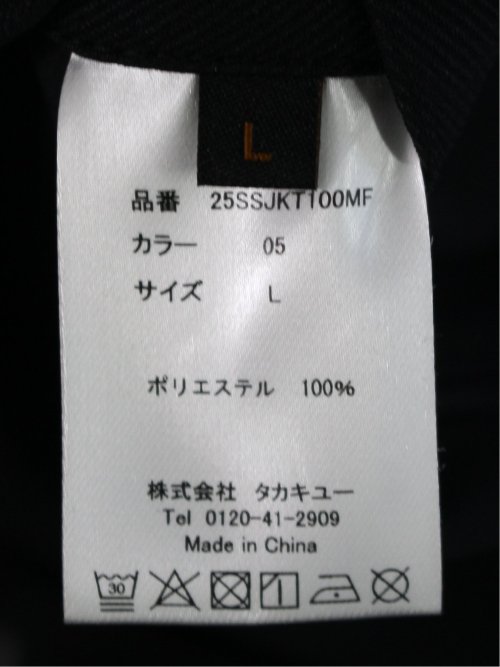 L
品番 25SSJKT100MF
カラー 05
サイズ L
ポリエステル 100%
株式会社 タカキユー
Tel 0120-41-2909
Made in China
30